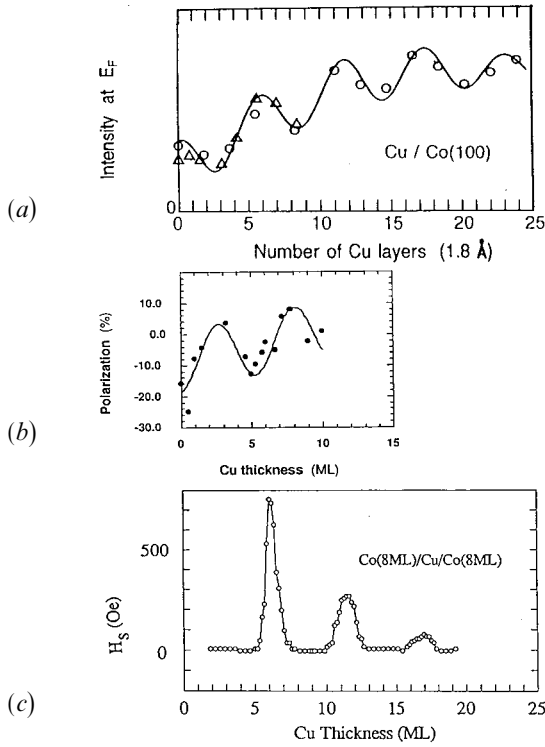 Intensity at E_F
0
Cu / Co(100)
0 5 10 15 20 25
Number of Cu layers (1.8 Å)
(a)
Polarization (%)
10.0
0.0
-10.0
-20.0
-30.0
0 5 10 15
Cu thickness (ML)
(b)
H_S (Oe)
500
0
Co(8ML)/Cu/Co(8ML)
0 5 10 15 20 25
Cu Thickness (ML)
(c)